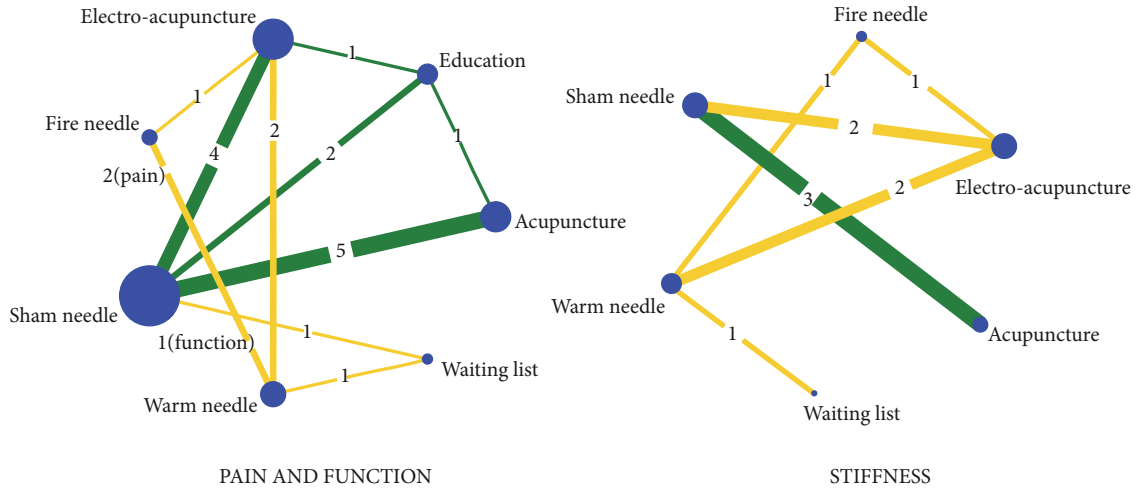 Electro-acupuncture
1
Education
Fire needle
1
2
1
2(pain)
4
2
Acupuncture
5
Sham needle
1(function)
1
Waiting list
1
Warm needle
PAIN AND FUNCTION
Fire needle
1
1
Sham needle
2
Electro-acupuncture
2
3
Warm needle
Acupuncture
1
Waiting list
STIFFNESS